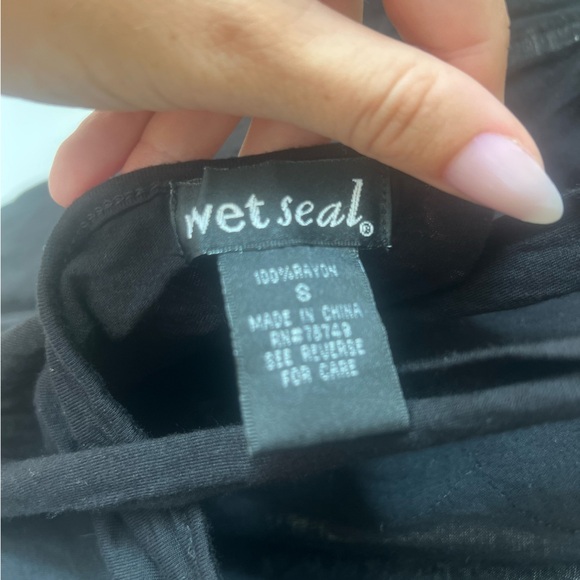 wet seal®
100%RAYON
S
MADE IN CHINA
RN#78749
SEE REVERSE
FOR CARE